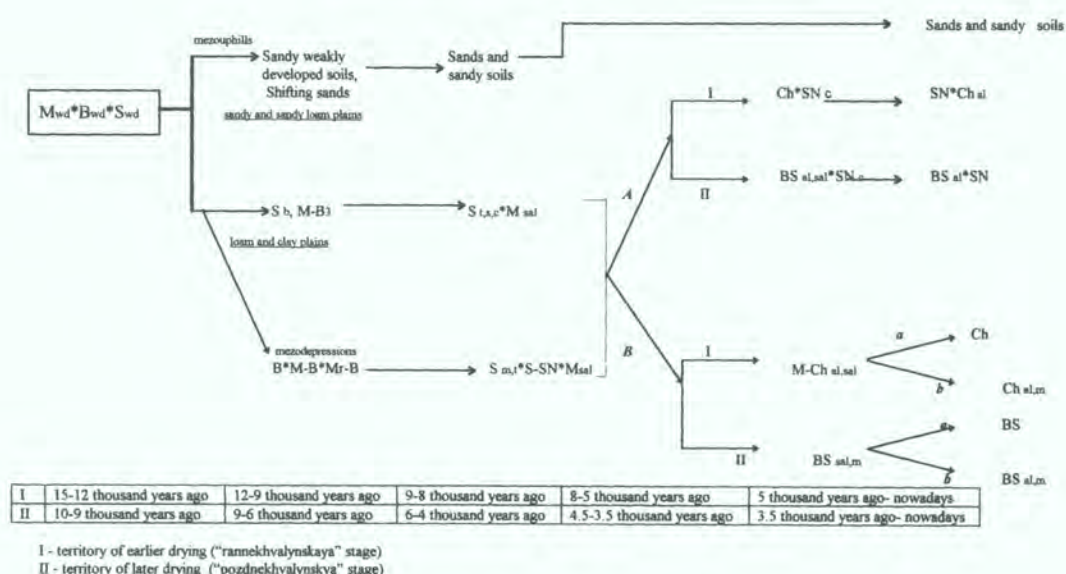 mezouphills
Sandy weakly
developed soils,
Shifting sands
sandy and sandy loam plains
Sands and
sandy soils
Sands and sandy soils
Mwd*Bwd*Swd
I
Ch*SN c
SN*Ch al
II
BS al,sal*SN c
BS al*SN
A
S b, M-B3
loam and clay plains
S t,s,c*M sal
mezodepressions
B*M-B*Mr-B
S m,t*S-SN*Msal
B
I
M-Ch al,sal
a
Ch
b
Ch al,m
II
BS sal,m
a
BS
b
BS al,m
I 15-12 thousand years ago 12-9 thousand years ago 9-8 thousand years ago 8-5 thousand years ago 5 thousand years ago- nowadays
II 10-9 thousand years ago 9-6 thousand years ago 6-4 thousand years ago 4.5-3.5 thousand years ago 3.5 thousand years ago- nowadays
I - territory of earlier drying ("rannekhvalynskaya" stage)
II - territory of later drying ("pozdnekhvalynskya" stage)